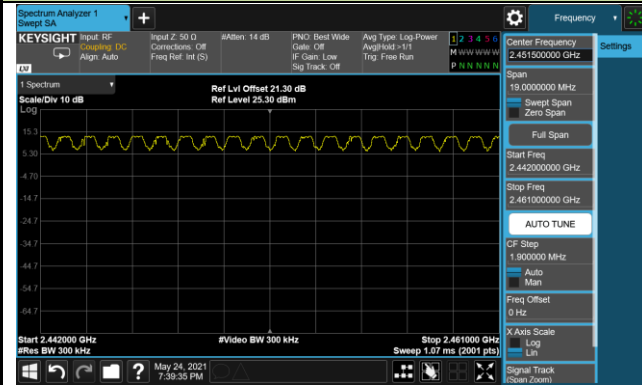 Spectrum Analyzer 1
Swept SA
Frequency
Settings
KEYSIGHT
Input: RF
Coupling: DC
Align: Auto
Input Z: 50 Ω
Corrections: Off
Freq Ref: Int (S)
#Atten: 14 dB
PNO: Best Wide
Gate: Off
IF Gain: Low
Sig Track: Off
Avg Type: Log-Power
Avg|Hold:>1/1
Trig: Free Run
1 2 3 4 5 6
M W W W W W
P N N N N N
LXI
1 Spectrum
Scale/Div 10 dB
Log
Ref Lvl Offset 21.30 dB
Ref Level 25.30 dBm
15.3
5.30
-4.70
-14.7
-24.7
-34.7
-44.7
-54.7
-64.7
Start 2.442000 GHz
#Res BW 300 kHz
#Video BW 300 kHz
Stop 2.461000 GHz
Sweep 1.07 ms (2001 pts)
Center Frequency
2.451500000 GHz
Span
19.0000000 MHz
Swept Span
Zero Span
Full Span
Start Freq
2.442000000 GHz
Stop Freq
2.461000000 GHz
AUTO TUNE
CF Step
1.900000 MHz
Auto
Man
Freq Offset
0 Hz
X Axis Scale
Log
Lin
Signal Track
(Span Zoom)
May 24, 2021
7:39:35 PM